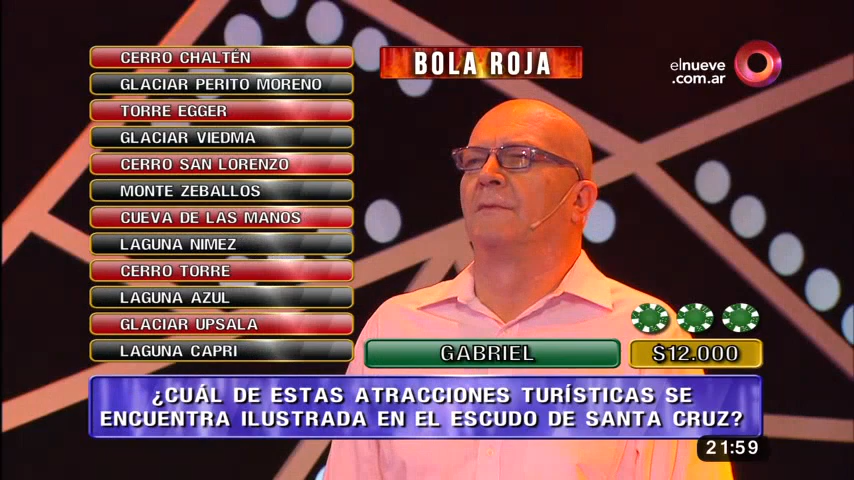 CERRO CHALTÉN
GLACIAR PERITO MORENO
TORRE EGGER
GLACIAR VIEDMA
CERRO SAN LORENZO
MONTE ZEBALLOS
CUEVA DE LAS MANOS
LAGUNA NIMEZ
CERRO TORRE
LAGUNA AZUL
GLACIAR UPSALA
LAGUNA CAPRI
BOLA ROJA
elnueve
.com.ar
GABRIEL
$12.000
¿CUÁL DE ESTAS ATRACCIONES TURÍSTICAS SE
ENCUENTRA ILUSTRADA EN EL ESCUDO DE SANTA CRUZ?
21:59